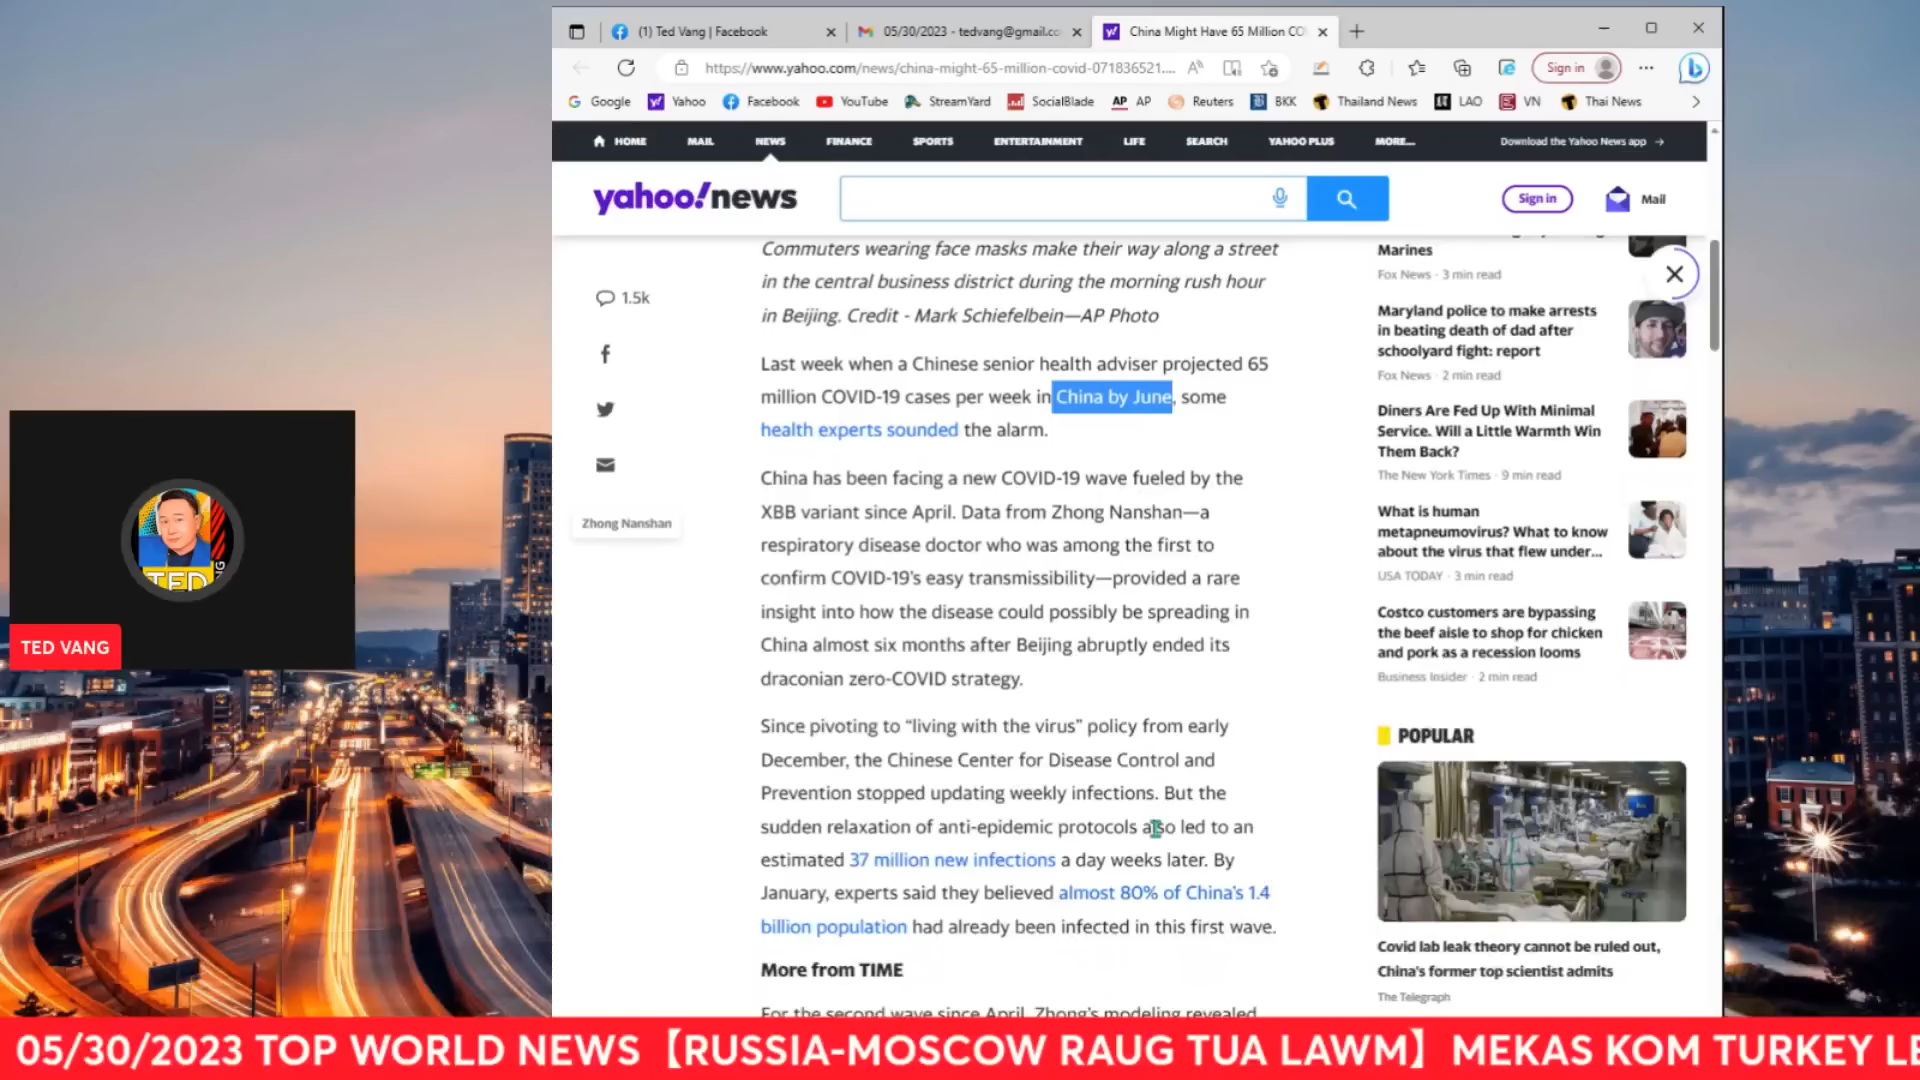 (1) Ted Vang | Facebook
05/30/2023 - tedvang@gmail.co
China Might Have 65 Million CO
https://www.yahoo.com/news/china-might-65-million-covid-071836521....
Sign in
Google
Yahoo
Facebook
YouTube
StreamYard
SocialBlade
AP AP
Reuters
BKK
Thailand News
LAO
VN
Thai News
HOME
MAIL
NEWS
FINANCE
SPORTS
ENTERTAINMENT
LIFE
SEARCH
YAHOO PLUS
MORE...
Download the Yahoo News app →
yahoo!news
Sign in
Mail
1.5k
Zhong Nanshan
Commuters wearing face masks make their way along a street
in the central business district during the morning rush hour
in Beijing. Credit - Mark Schiefelbein—AP Photo
Last week when a Chinese senior health adviser projected 65
million COVID-19 cases per week in China by June, some
health experts sounded the alarm.
China has been facing a new COVID-19 wave fueled by the
XBB variant since April. Data from Zhong Nanshan—a
respiratory disease doctor who was among the first to
confirm COVID-19's easy transmissibility—provided a rare
insight into how the disease could possibly be spreading in
China almost six months after Beijing abruptly ended its
draconian zero-COVID strategy.
Since pivoting to “living with the virus” policy from early
December, the Chinese Center for Disease Control and
Prevention stopped updating weekly infections. But the
sudden relaxation of anti-epidemic protocols also led to an
estimated 37 million new infections a day weeks later. By
January, experts said they believed almost 80% of China's 1.4
billion population had already been infected in this first wave.
More from TIME
For the second wave since April, Zhong's modeling revealed
Marines
Fox News · 3 min read
Maryland police to make arrests
in beating death of dad after
schoolyard fight: report
Fox News · 2 min read
Diners Are Fed Up With Minimal
Service. Will a Little Warmth Win
Them Back?
The New York Times · 9 min read
What is human
metapneumovirus? What to know
about the virus that flew under...
USA TODAY · 3 min read
Costco customers are bypassing
the beef aisle to shop for chicken
and pork as a recession looms
Business Insider · 2 min read
POPULAR
Covid lab leak theory cannot be ruled out,
China's former top scientist admits
The Telegraph
TED
TED VANG
05/30/2023 TOP WORLD NEWS【RUSSIA-MOSCOW RAUG TUA LAWM】MEKAS KOM TURKEY LE